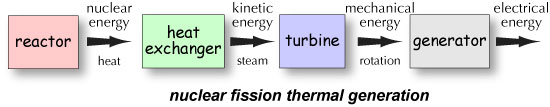 nuclear
energy
kinetic
energy
mechanical
energy
electrical
energy
reactor
heat
exchanger
turbine
generator
heat
steam
rotation
nuclear fission thermal generation